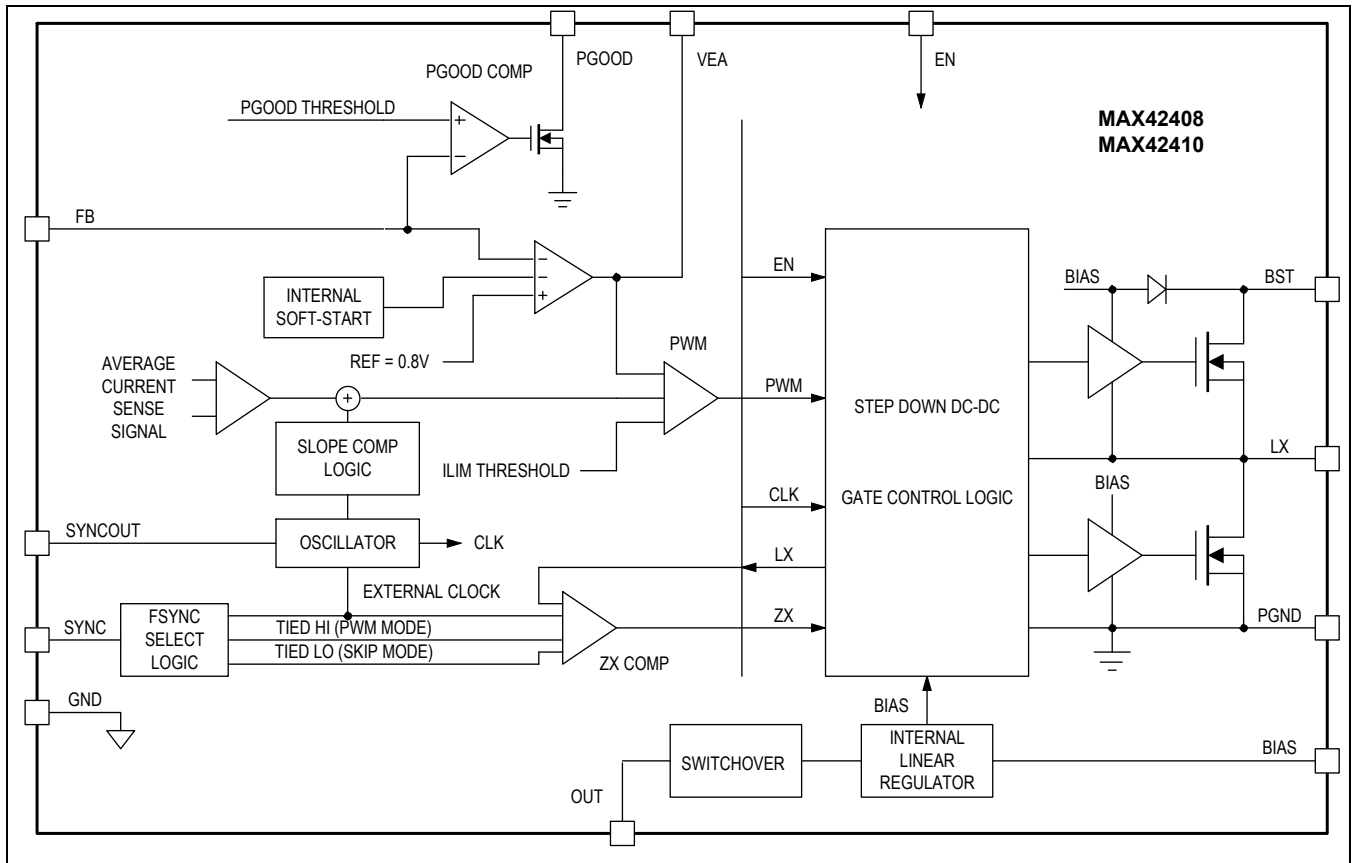 PGOOD
VEA
EN
PGOOD COMP
PGOOD THRESHOLD
+
−
MAX42408
MAX42410
FB
−
−
+
INTERNAL
SOFT-START
REF = 0.8V
EN
BIAS
BST
AVERAGE
CURRENT
SENSE
SIGNAL
+
PWM
PWM
STEP DOWN DC-DC
GATE CONTROL LOGIC
SLOPE COMP
LOGIC
ILIM THRESHOLD
LX
CLK
BIAS
SYNCOUT
OSCILLATOR
CLK
LX
EXTERNAL CLOCK
SYNC
FSYNC
SELECT
LOGIC
TIED HI (PWM MODE)
TIED LO (SKIP MODE)
ZX COMP
ZX
PGND
GND
BIAS
SWITCHOVER
INTERNAL
LINEAR
REGULATOR
BIAS
OUT